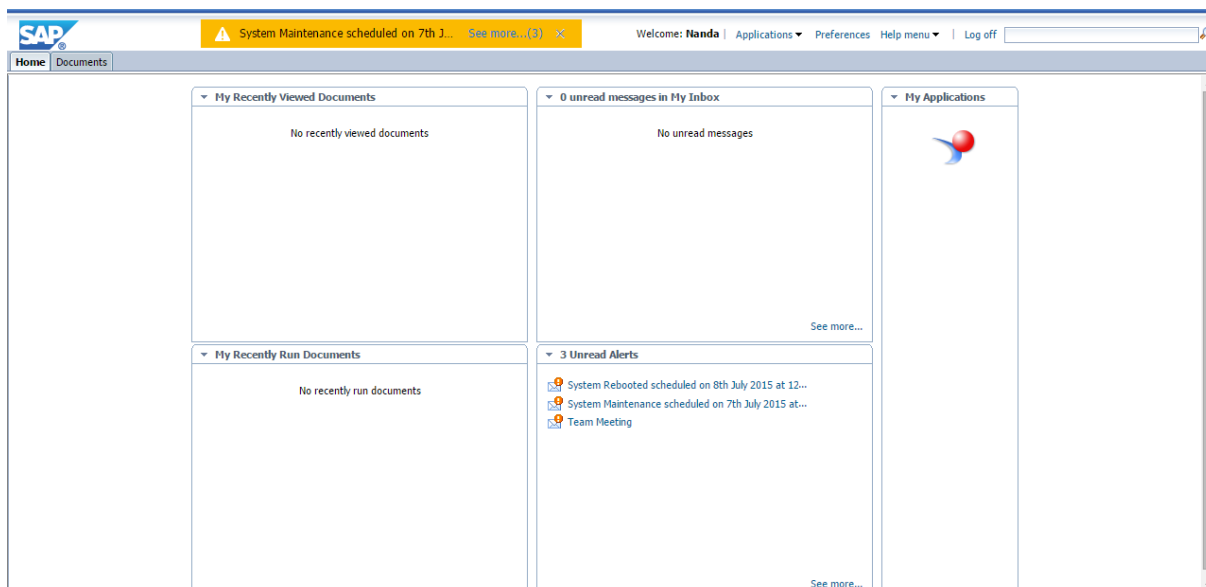 SAP ®
System Maintenance scheduled on 7th J... See more...(3) ×
Welcome: Nanda | Applications Preferences Help menu | Log off
Home Documents
My Recently Viewed Documents
No recently viewed documents
0 unread messages in My Inbox
No unread messages
See more...
My Applications
My Recently Run Documents
No recently run documents
3 Unread Alerts
System Rebooted scheduled on 8th July 2015 at 12...
System Maintenance scheduled on 7th July 2015 at...
Team Meeting
See more...